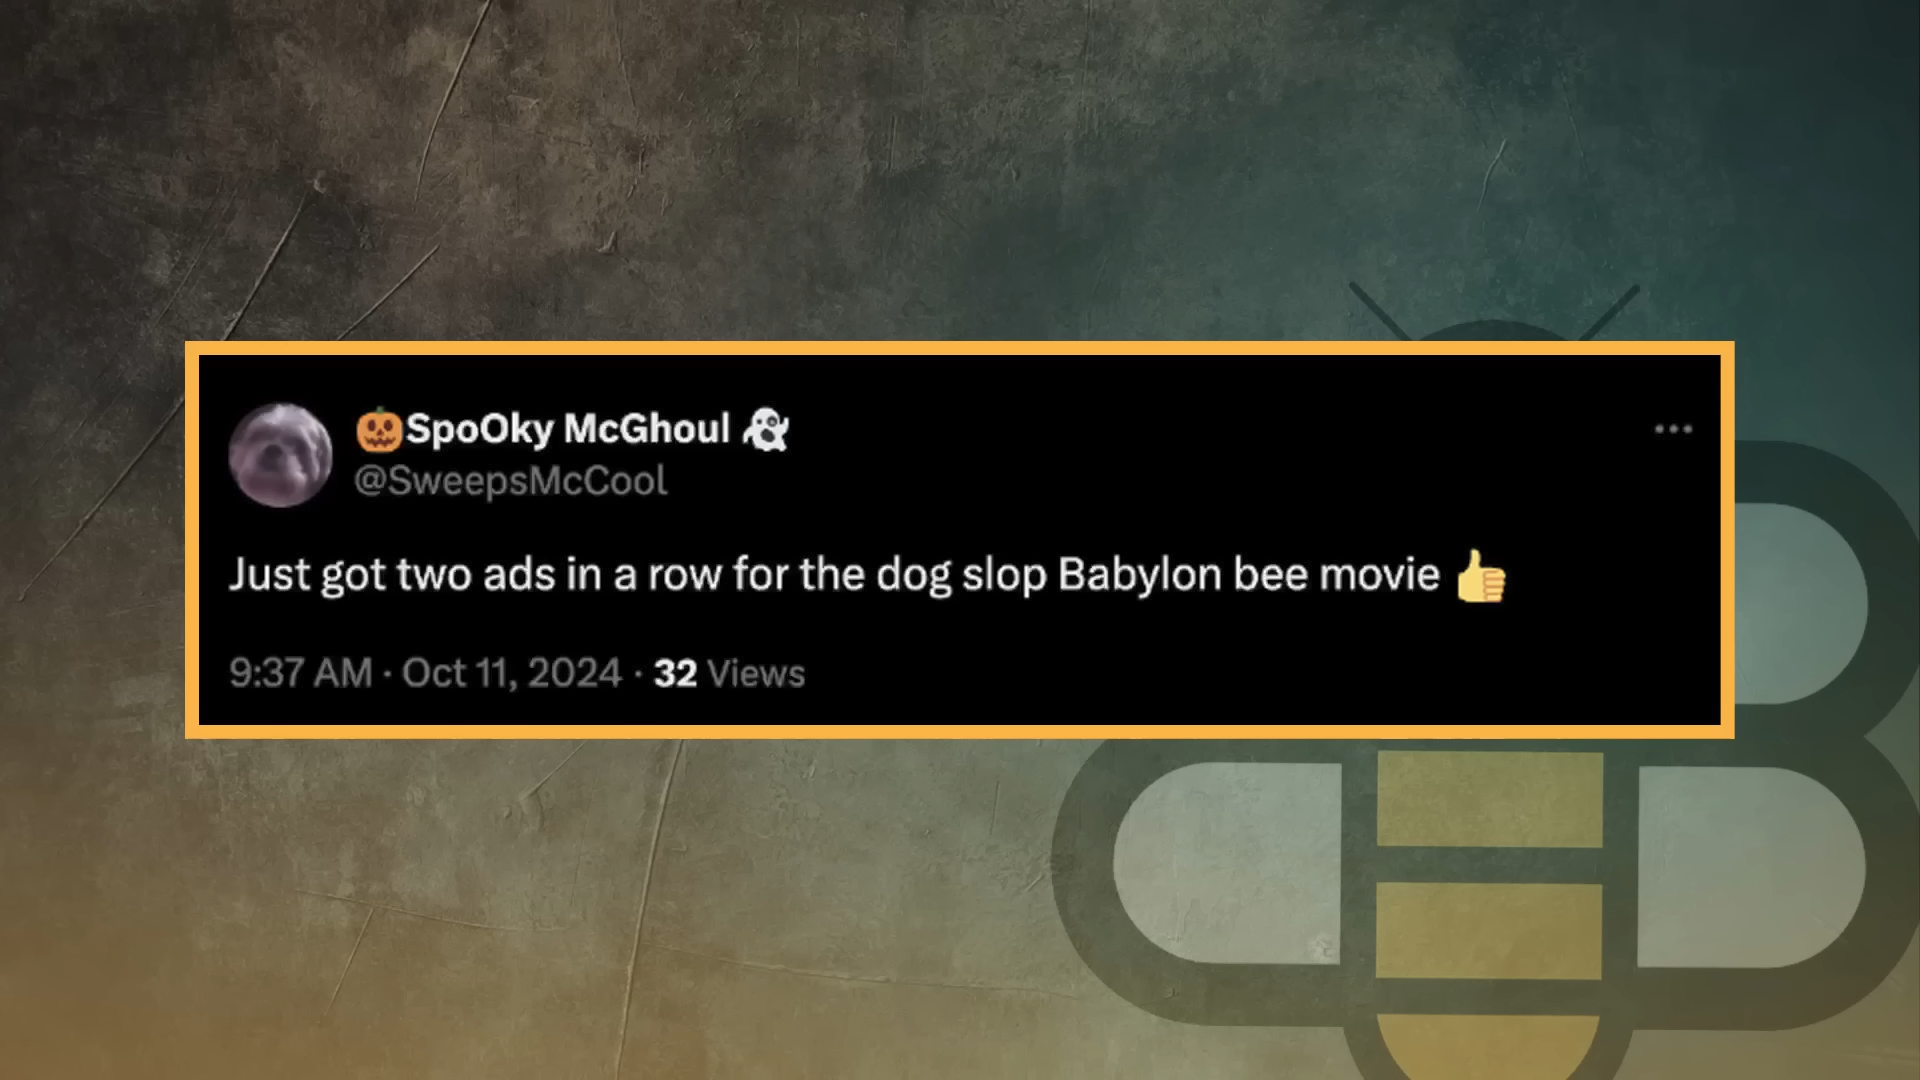 🎃SpoOky McGhoul 👻
@SweepsMcCool
Just got two ads in a row for the dog slop Babylon bee movie 👍
9:37 AM · Oct 11, 2024 · 32 Views